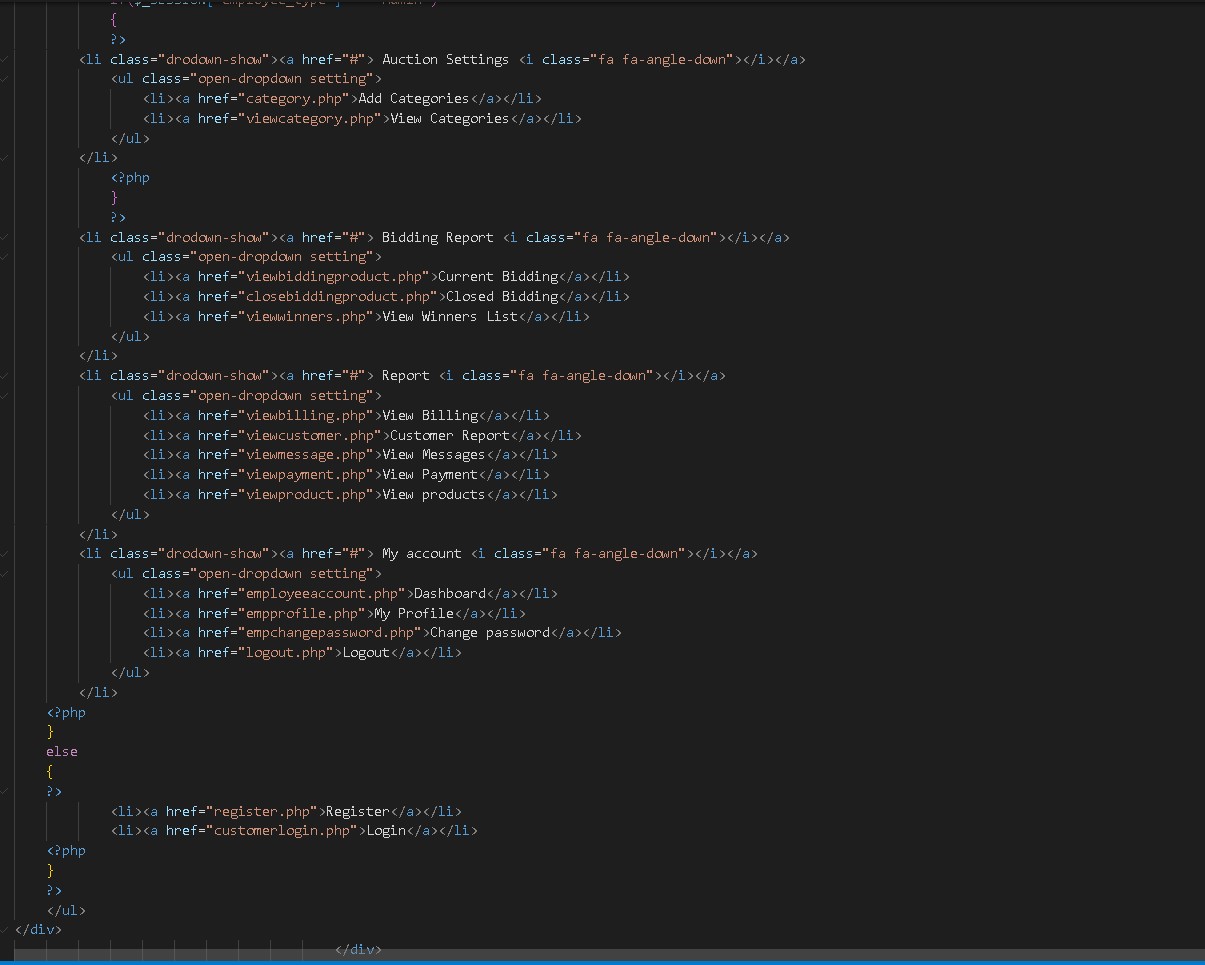 {
?>
<li class="drodown-show"><a href="#"> Auction Settings <i class="fa fa-angle-down"></i></a>
<ul class="open-dropdown setting">
<li><a href="category.php">Add Categories</a></li>
<li><a href="viewcategory.php">View Categories</a></li>
</ul>
</li>
<?php
}
?>
<li class="drodown-show"><a href="#"> Bidding Report <i class="fa fa-angle-down"></i></a>
<ul class="open-dropdown setting">
<li><a href="viewbiddingproduct.php">Current Bidding</a></li>
<li><a href="closebiddingproduct.php">Closed Bidding</a></li>
<li><a href="viewwinners.php">View Winners List</a></li>
</ul>
</li>
<li class="drodown-show"><a href="#"> Report <i class="fa fa-angle-down"></i></a>
<ul class="open-dropdown setting">
<li><a href="viewbilling.php">View Billing</a></li>
<li><a href="viewcustomer.php">Customer Report</a></li>
<li><a href="viewmessage.php">View Messages</a></li>
<li><a href="viewpayment.php">View Payment</a></li>
<li><a href="viewproduct.php">View products</a></li>
</ul>
</li>
<li class="drodown-show"><a href="#"> My account <i class="fa fa-angle-down"></i></a>
<ul class="open-dropdown setting">
<li><a href="employeeaccount.php">Dashboard</a></li>
<li><a href="empprofile.php">My Profile</a></li>
<li><a href="empchangepassword.php">Change password</a></li>
<li><a href="logout.php">Logout</a></li>
</ul>
</li>
<?php
}
else
{
?>
<li><a href="register.php">Register</a></li>
<li><a href="customerlogin.php">Login</a></li>
<?php
}
?>
</ul>
</div>
</div>